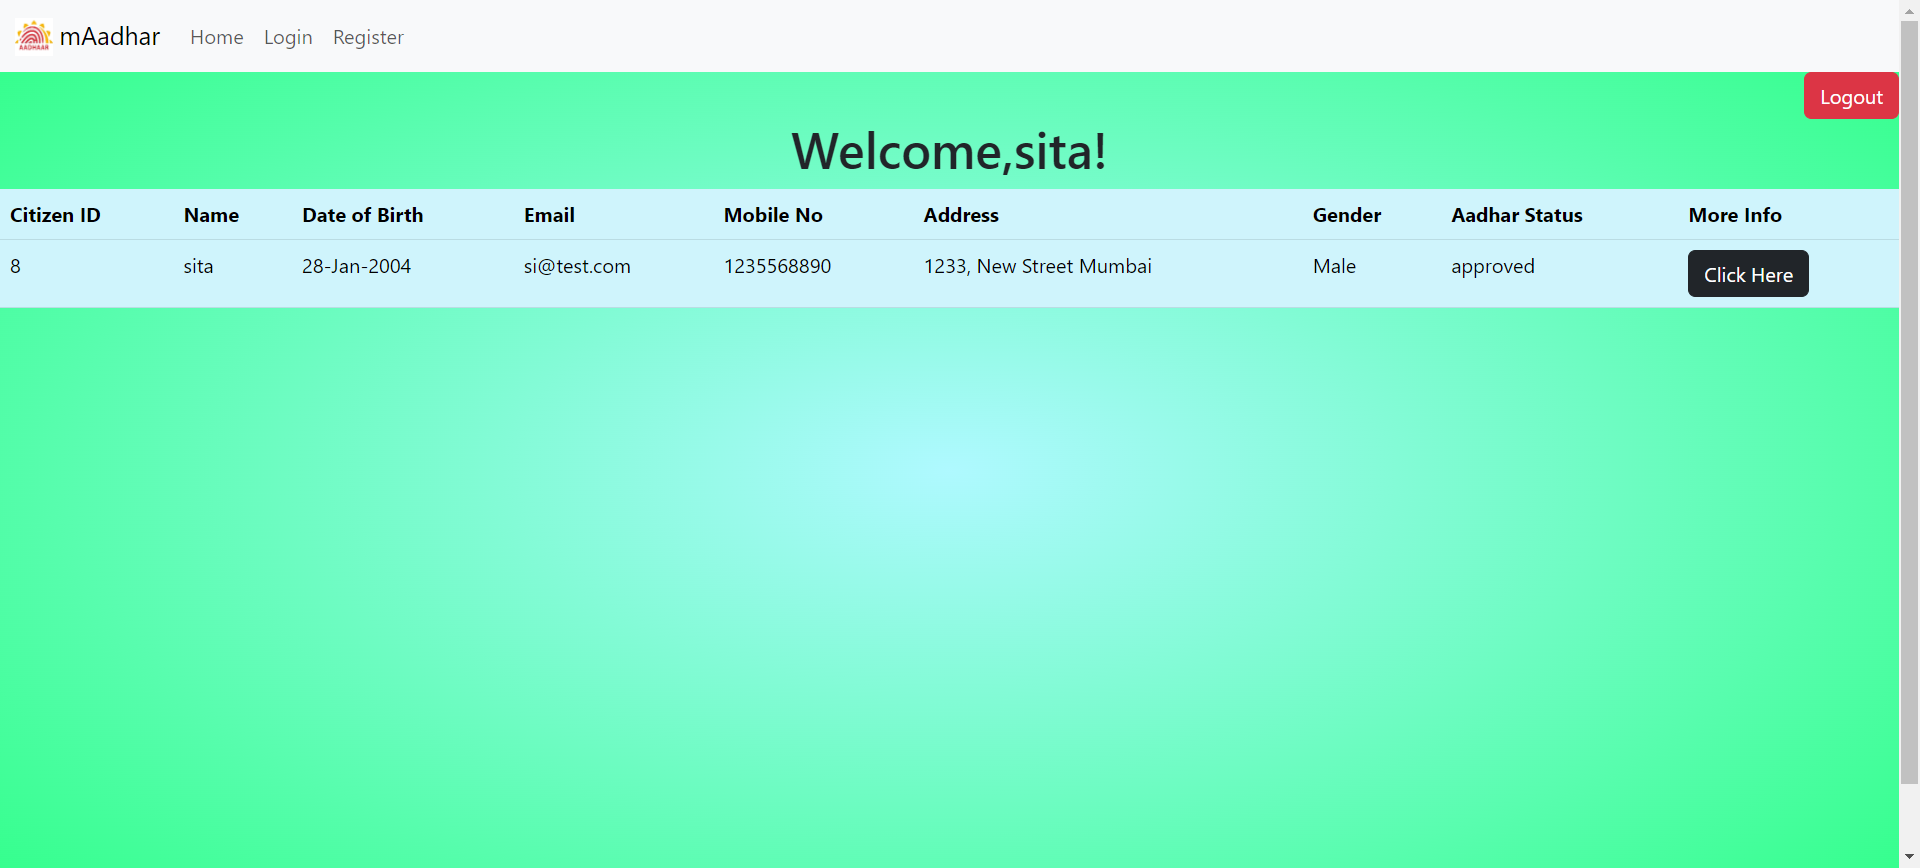 AADHAAR
mAadhar Home Login Register
Logout
Welcome,sita!
Citizen ID Name Date of Birth Email Mobile No Address Gender Aadhar Status More Info
8 sita 28-Jan-2004 si@test.com 1235568890 1233, New Street Mumbai Male approved Click Here